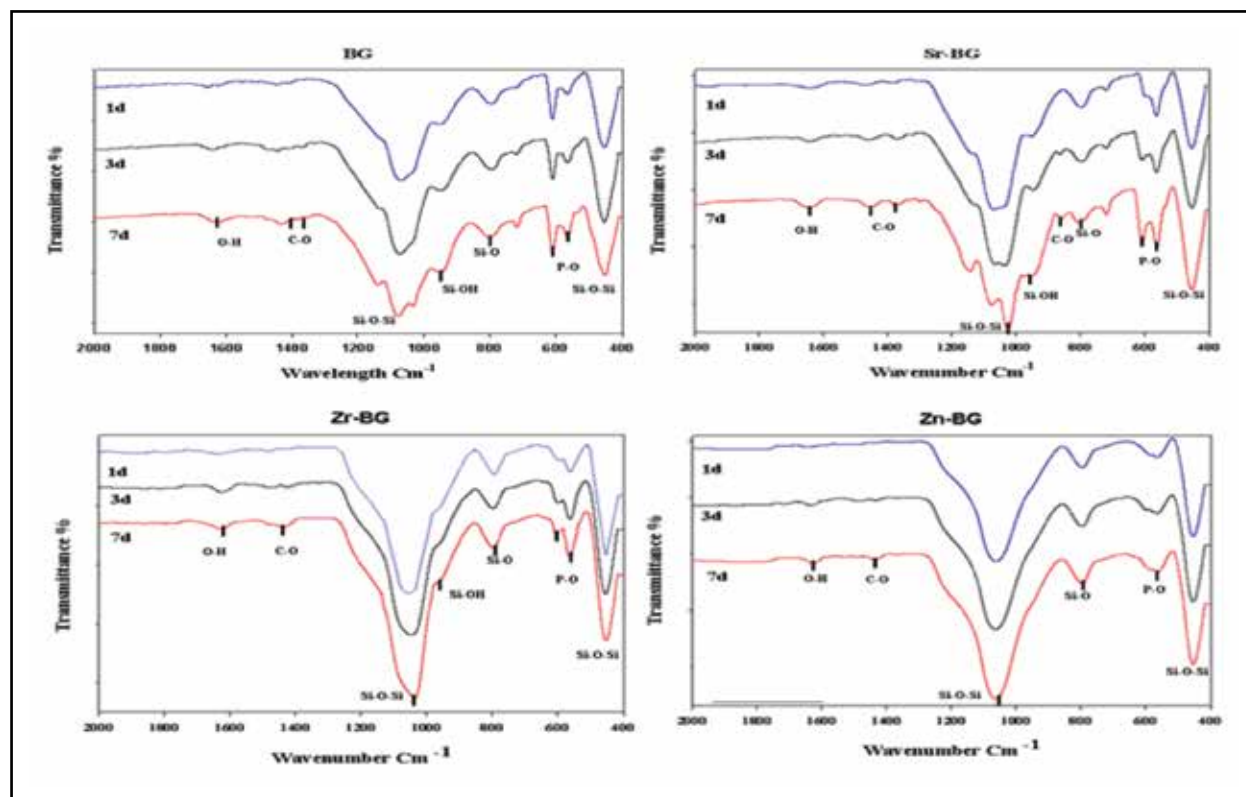 BG
Transmittance %
1d
3d
7d
O-H
C-O
Si-O-Si
Si-OH
Si-O
P-O
Si-O-Si
2000 1800 1600 1400 1200 1000 800 600 400
Wavelength Cm-1
Sr-BG
Transmittance %
1d
3d
7d
O-H
C-O
Si-O-Si
Si-OH
C-O
Si-O
P-O
Si-O-Si
2000 1800 1600 1400 1200 1000 800 600 400
Wavenumber Cm-1
Zr-BG
Transmittance %
1d
3d
7d
O-H
C-O
Si-O-Si
Si-OH
Si-O
P-O
Si-O-Si
2000 1800 1600 1400 1200 1000 800 600 400
Wavenumber Cm -1
Zn-BG
Transmittance %
1d
3d
7d
O-H
C-O
Si-O-Si
Si-O
P-O
Si-O-Si
2000 1800 1600 1400 1200 1000 800 600 400
Wavenumber Cm -1